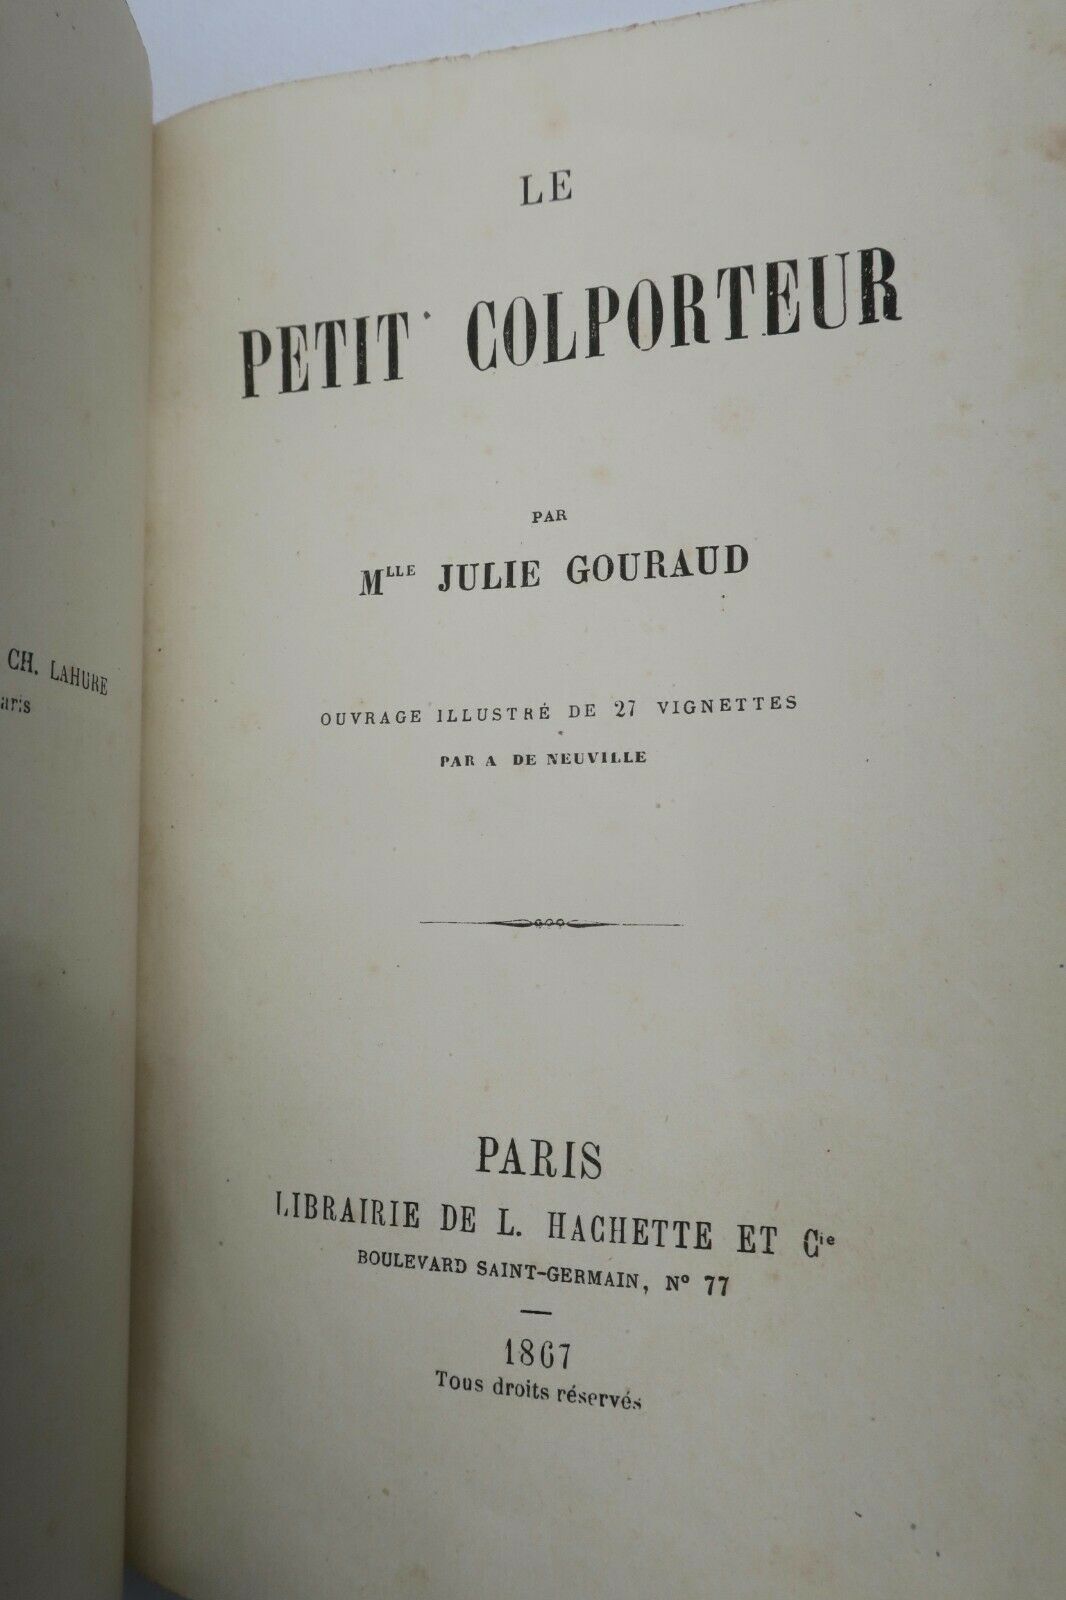 CH. LAHURE
LE
PETIT COLPORTEUR
PAR
MLLE JULIE GOURAUD
OUVRAGE ILLUSTRÉ DE 27 VIGNETTES
PAR A DE NEUVILLE
PARIS
LIBRAIRIE DE L. HACHETTE ET Cie
BOULEVARD SAINT-GERMAIN, N° 77
1867
Tous droits réservés